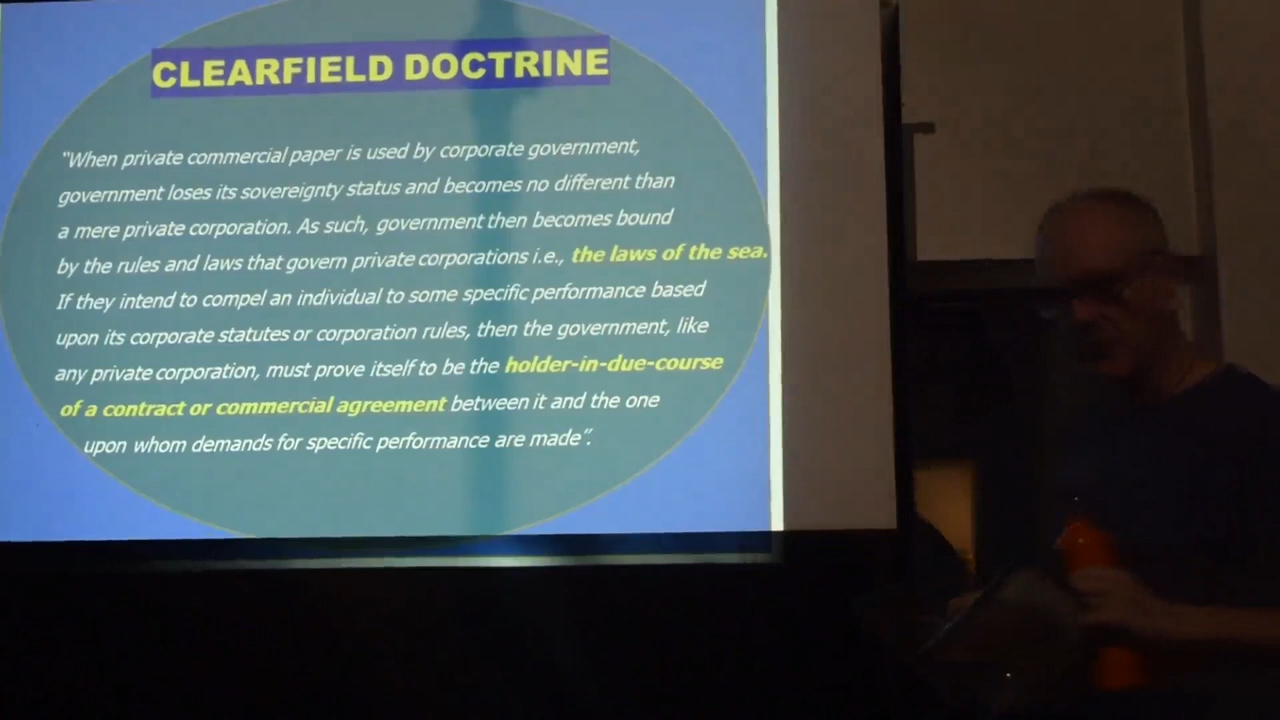 CLEARFIELD DOCTRINE
“When private commercial paper is used by corporate government,
government loses its sovereignty status and becomes no different than
a mere private corporation. As such, government then becomes bound
by the rules and laws that govern private corporations i.e., the laws of the sea.
If they intend to compel an individual to some specific performance based
upon its corporate statutes or corporation rules, then the government, like
any private corporation, must prove itself to be the holder-in-due-course
of a contract or commercial agreement between it and the one
upon whom demands for specific performance are made”.